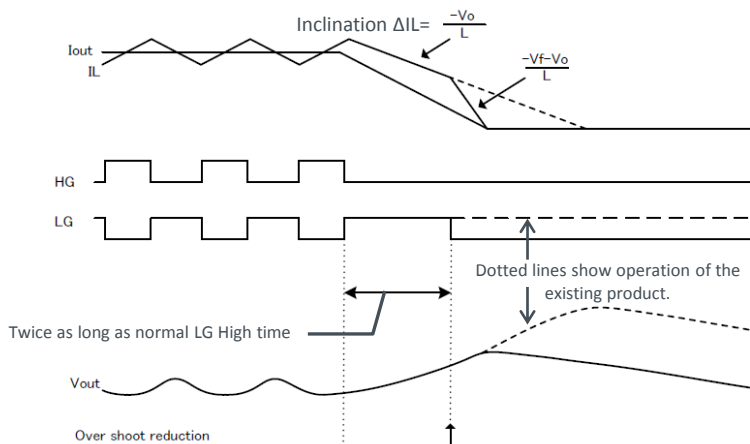 Inclination ΔIL= -Vo/L
Iout
IL
-Vf-Vo/L
HG
LG
Dotted lines show operation of the
existing product.
Twice as long as normal LG High time
Vout
Over shoot reduction